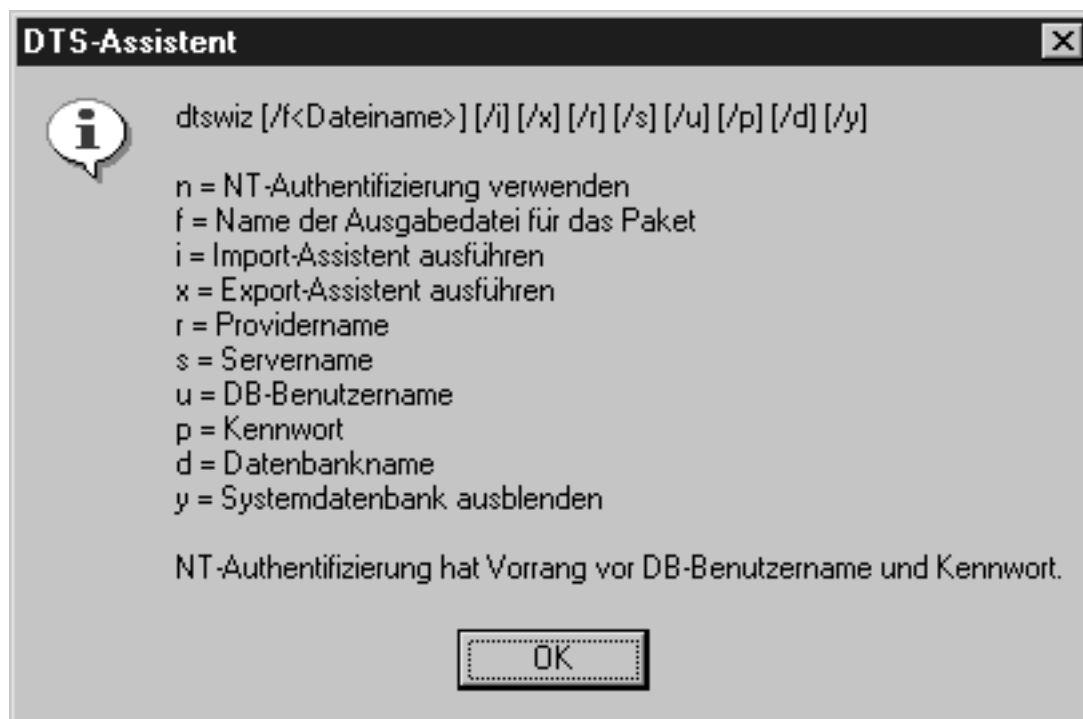 DTS-Assistent
dtswiz [/f<Dateiname>] [/i] [/x] [/r] [/s] [/u] [/p] [/d] [/y]
n = NT-Authentifizierung verwenden
f = Name der Ausgabedatei für das Paket
i = Import-Assistent ausführen
x = Export-Assistent ausführen
r = Providername
s = Servername
u = DB-Benutzername
p = Kennwort
d = Datenbankname
y = Systemdatenbank ausblenden
NT-Authentifizierung hat Vorrang vor DB-Benutzername und Kennwort.
OK